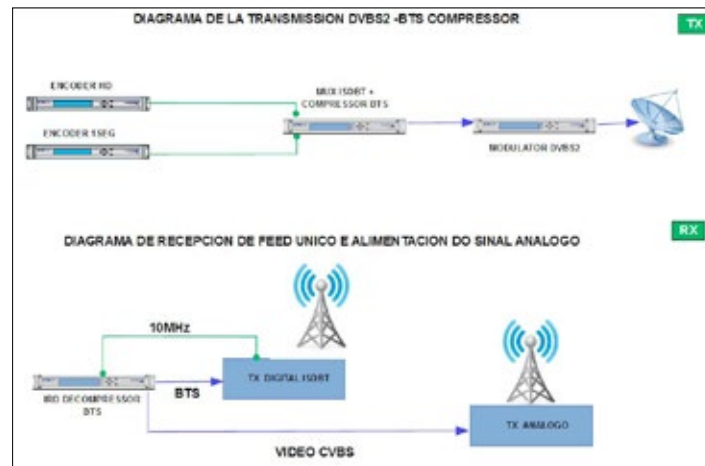 DIAGRAMA DE LA TRANSMISSION DVBS2 -BTS COMPRESSOR
TX
ENCODER HD
MUX ISDBT +
COMPRESSOR BTS
ENCODER 1SEG
MODULATOR DVBS2
RX
DIAGRAMA DE RECEPCION DE FEED UNICO E ALIMENTACION DO SINAL ANALOGO
10MHz
TX DIGITAL ISDBT
IRD DECOMPRESSOR
BTS
BTS
TX ANALOGO
VIDEO CVBS